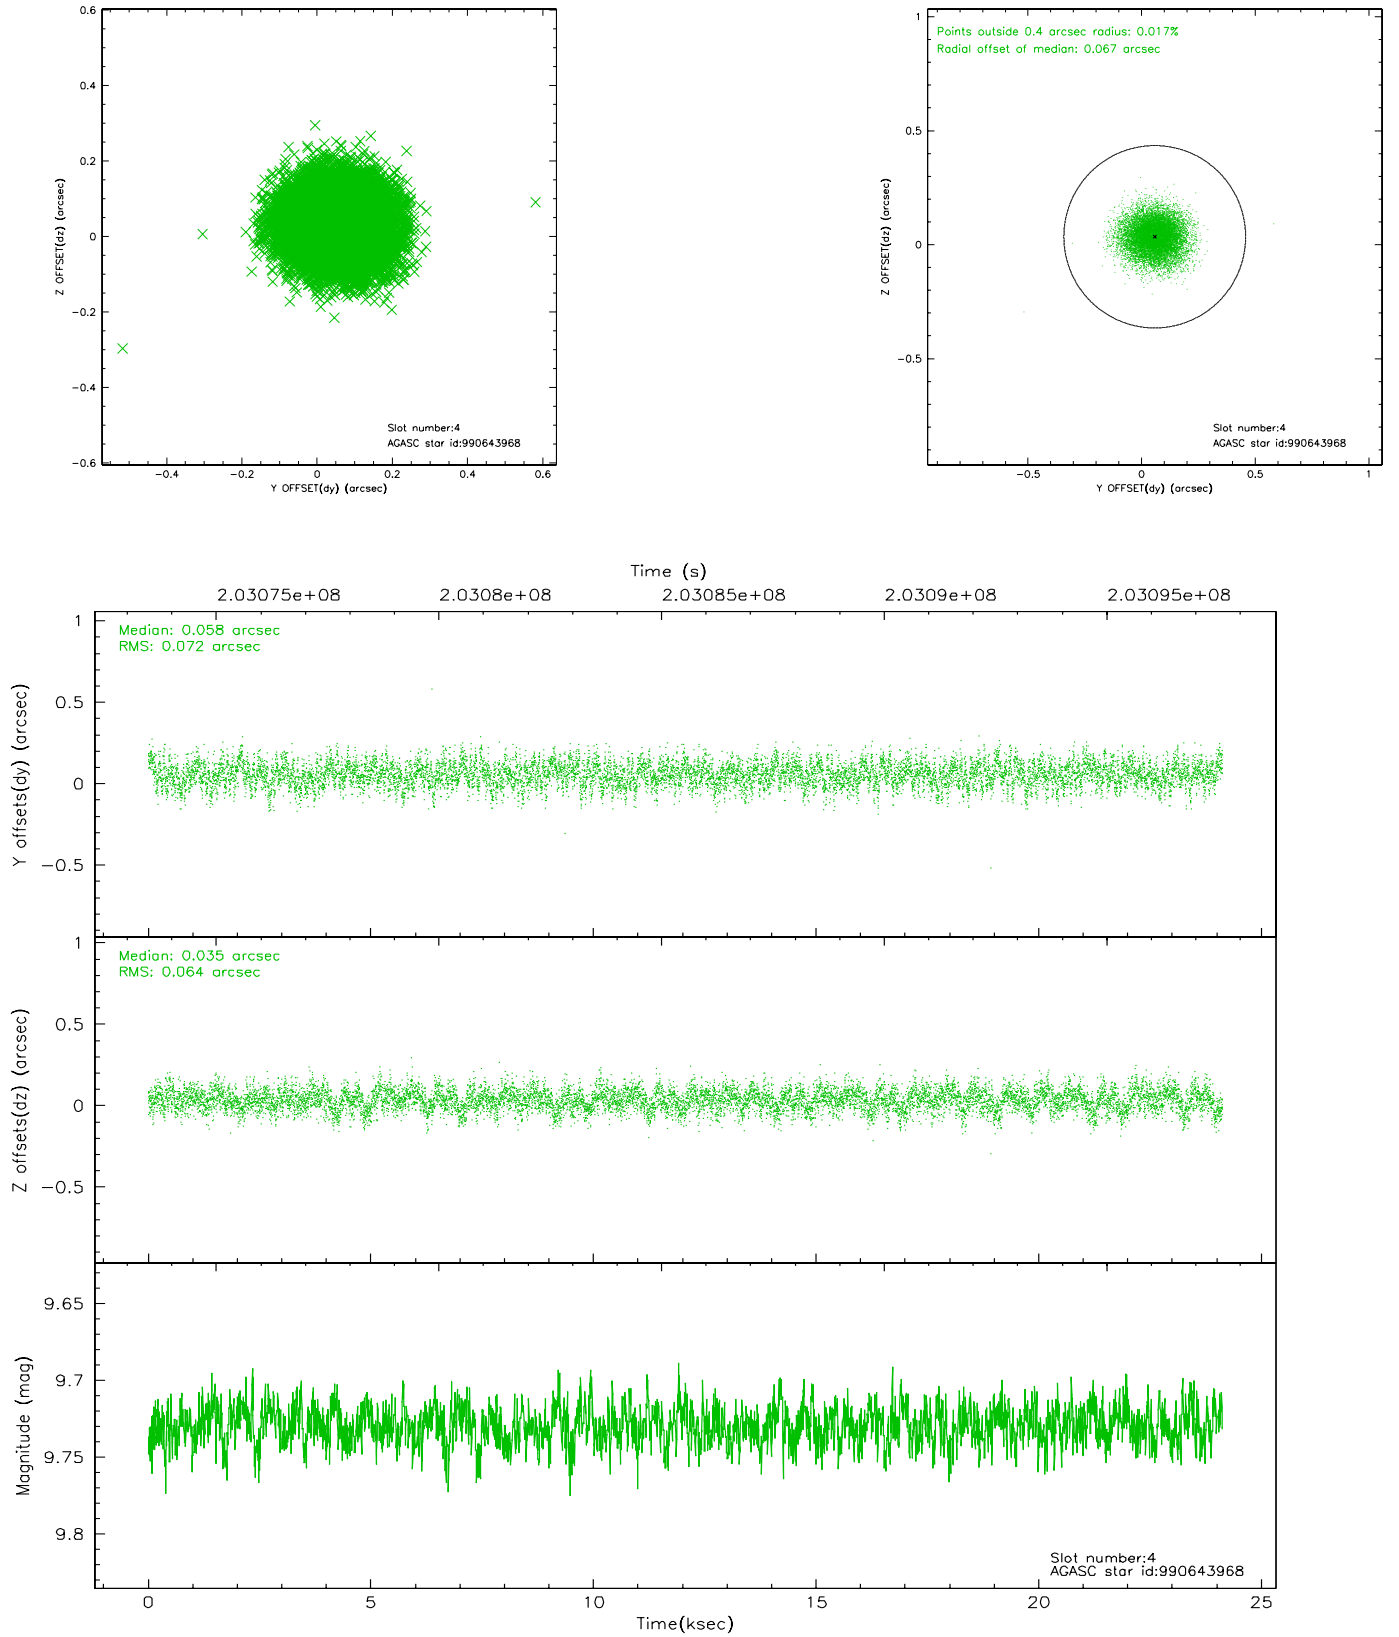 0.6
0.4
0.2
0
−0.2
−0.4
−0.6
Z OFFSET(dz) (arcsec)
−0.4 −0.2 0 0.2 0.4 0.6
Y OFFSET(dy) (arcsec)
Slot number:4
AGASC star id:990643968
Points outside 0.4 arcsec radius: 0.017%
Radial offset of median: 0.067 arcsec
1
0.5
0
−0.5
Z OFFSET(dz) (arcsec)
−0.5 0 0.5 1
Y OFFSET(dy) (arcsec)
Slot number:4
AGASC star id:990643968
Time (s)
2.03075e+08 2.0308e+08 2.03085e+08 2.0309e+08 2.03095e+08
Median: 0.058 arcsec
RMS: 0.072 arcsec
1
0.5
0
−0.5
Y offsets(dy) (arcsec)
Median: 0.035 arcsec
RMS: 0.064 arcsec
1
0.5
0
−0.5
Z offsets(dz) (arcsec)
9.65
9.7
9.75
9.8
Magnitude (mag)
Slot number:4
AGASC star id:990643968
0 5 10 15 20 25
Time(ksec)